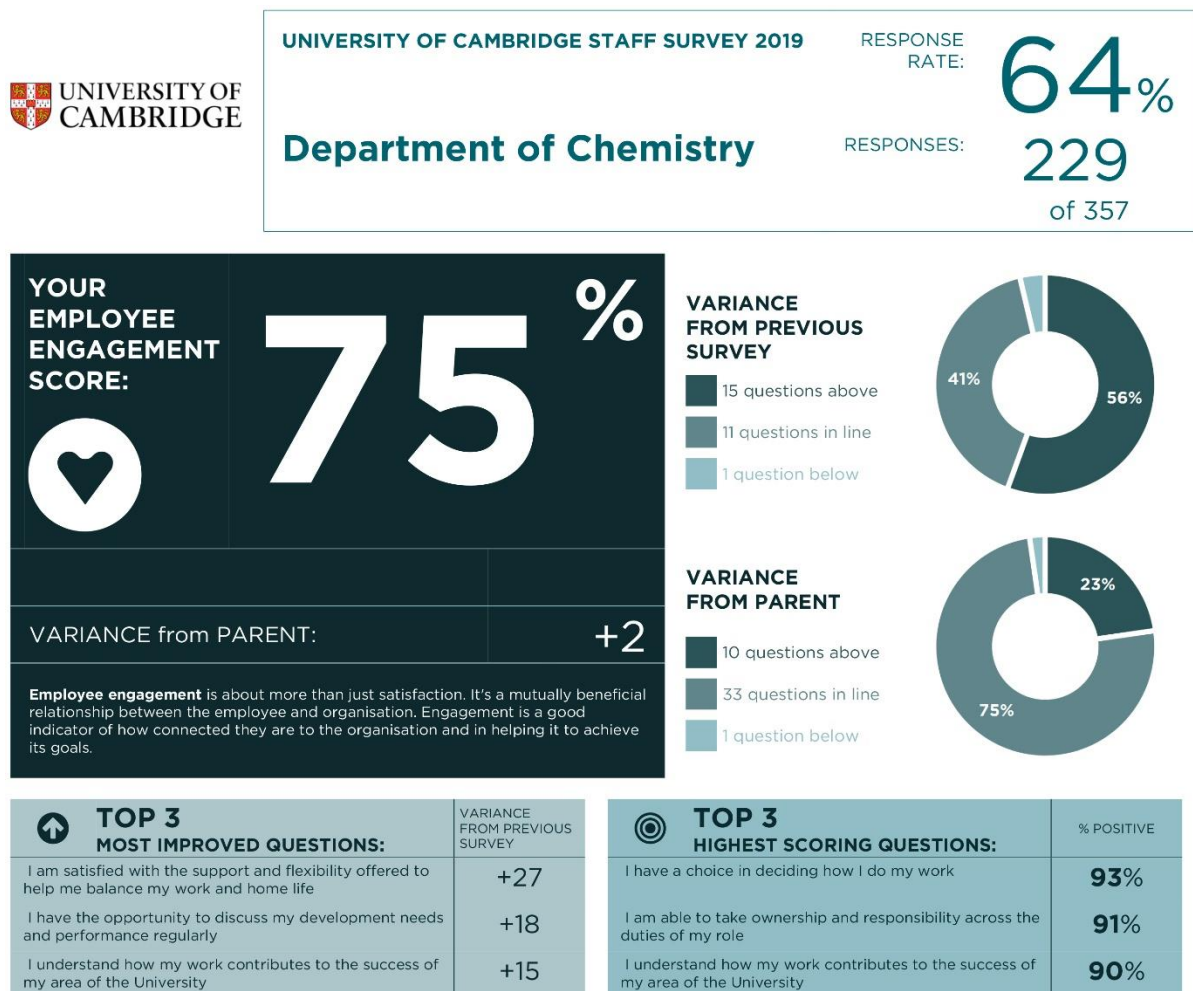 UNIVERSITY OF
CAMBRIDGE
UNIVERSITY OF CAMBRIDGE STAFF SURVEY 2019
Department of Chemistry
RESPONSE
RATE:
64%
RESPONSES:
229
of 357
YOUR
EMPLOYEE
ENGAGEMENT
SCORE:
75%
VARIANCE from PARENT:
+2
Employee engagement is about more than just satisfaction. It's a mutually beneficial
relationship between the employee and organisation. Engagement is a good
indicator of how connected they are to the organisation and in helping it to achieve
its goals.
VARIANCE
FROM PREVIOUS
SURVEY
15 questions above
11 questions in line
1 question below
41%
56%
VARIANCE
FROM PARENT
10 questions above
33 questions in line
1 question below
23%
75%
TOP 3
MOST IMPROVED QUESTIONS:
VARIANCE
FROM PREVIOUS
SURVEY
I am satisfied with the support and flexibility offered to
help me balance my work and home life
+27
I have the opportunity to discuss my development needs
and performance regularly
+18
I understand how my work contributes to the success of
my area of the University
+15
TOP 3
HIGHEST SCORING QUESTIONS:
% POSITIVE
I have a choice in deciding how I do my work
93%
I am able to take ownership and responsibility across the
duties of my role
91%
I understand how my work contributes to the success of
my area of the University
90%